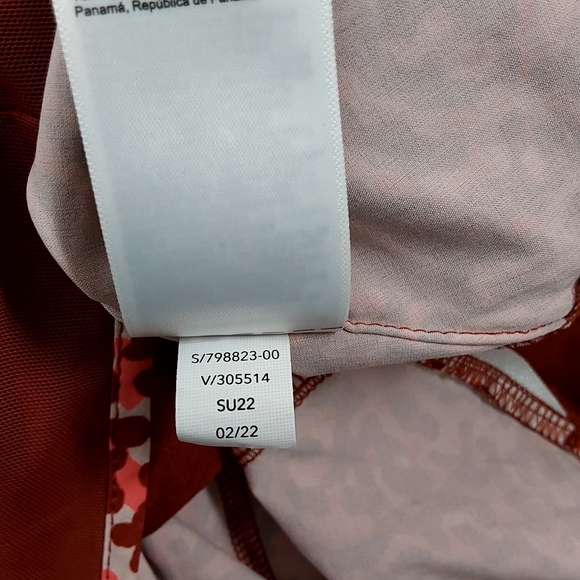 Panamá, República de
S/798823-00
V/305514
SU22
02/22